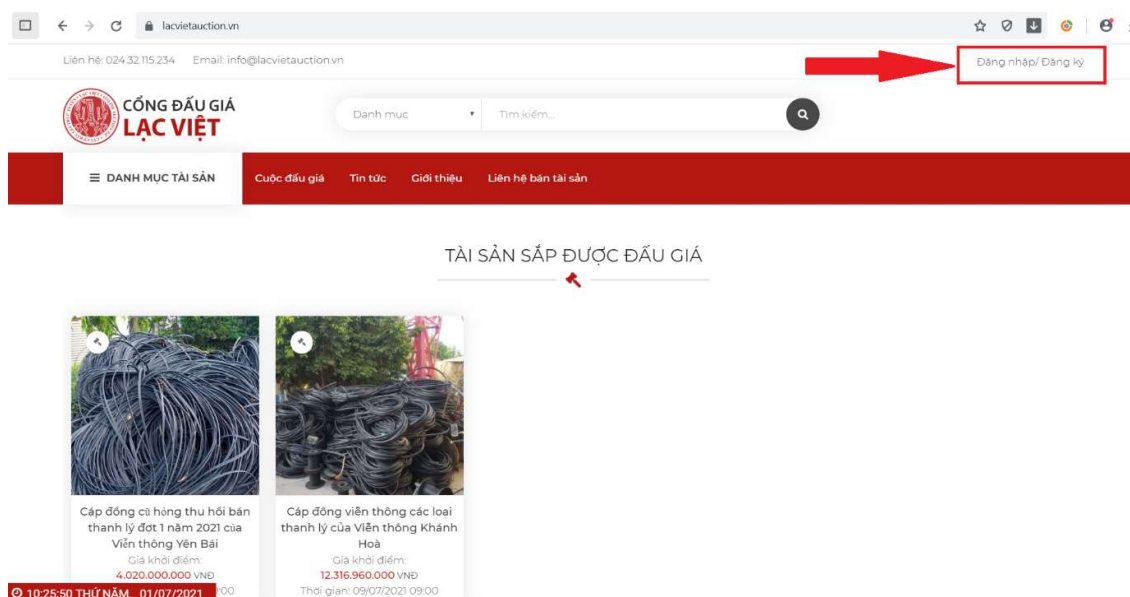 lacvietauction.vn
Liên hệ: 024.32.115.234 Email: info@lacvietauction.vn Đăng nhập/ Đăng ký
CỔNG ĐẤU GIÁ
LẠC VIỆT
Danh mục Tìm kiếm...
DANH MỤC TÀI SẢN Cuộc đấu giá Tin tức Giới thiệu Liên hệ bán tài sản
TÀI SẢN SẮP ĐƯỢC ĐẤU GIÁ
Cáp đồng cũ hỏng thu hồi bán
thanh lý đợt 1 năm 2021 của
Viễn thông Yên Bái
Giá khởi điểm:
4.020.000.000 VNĐ
Cáp đồng viễn thông các loại
thanh lý của Viễn thông Khánh
Hoà
Giá khởi điểm:
12.316.960.000 VNĐ
Thời gian: 09/07/2021 09:00
10:25:50 THỨ NĂM, 01/07/2021